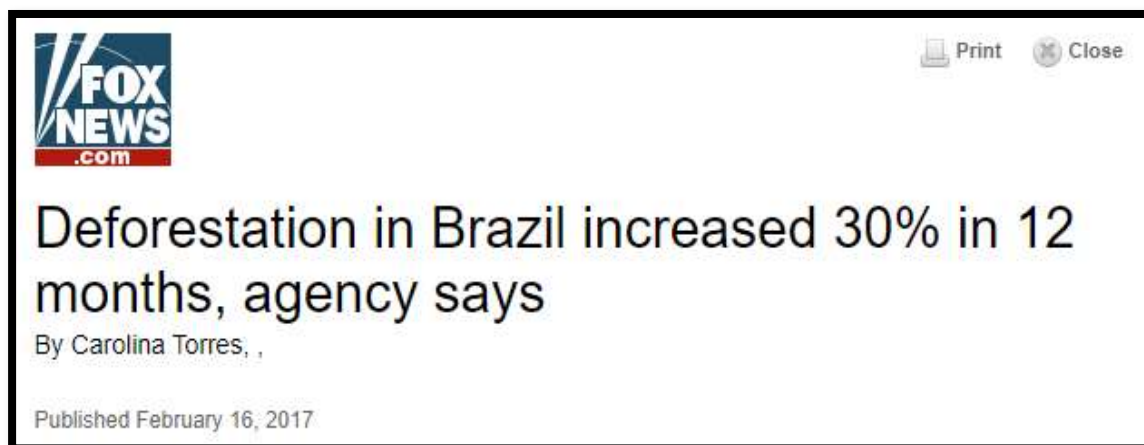 FOX
NEWS
.com
Print
Close
Deforestation in Brazil increased 30% in 12
months, agency says
By Carolina Torres, ,
Published February 16, 2017